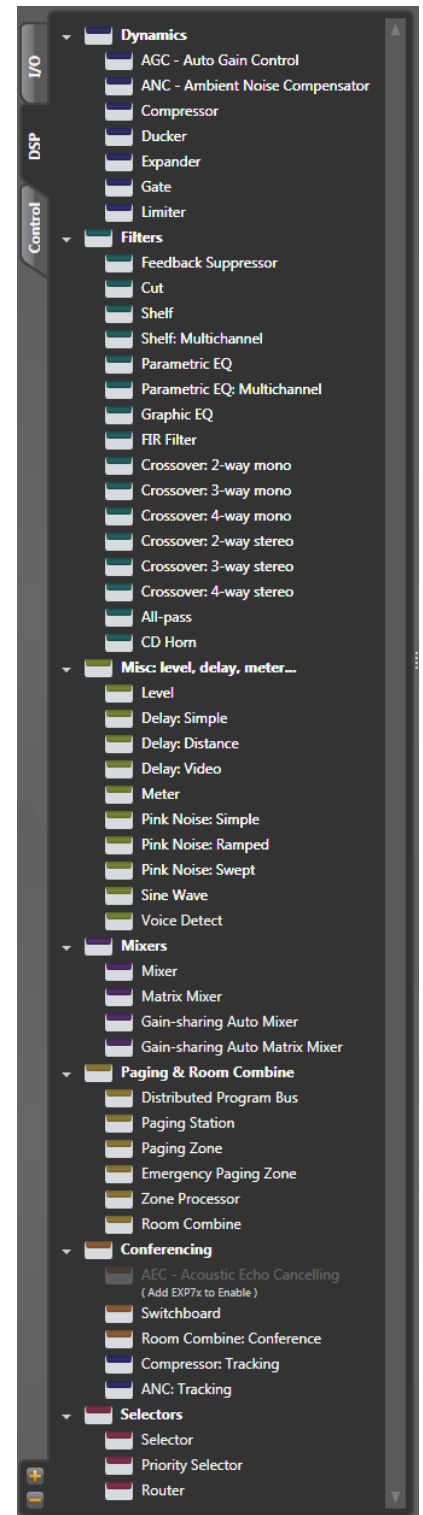 I/O
DSP
Control
Dynamics
AGC - Auto Gain Control
ANC - Ambient Noise Compensator
Compressor
Ducker
Expander
Gate
Limiter
Filters
Feedback Suppressor
Cut
Shelf
Shelf: Multichannel
Parametric EQ
Parametric EQ: Multichannel
Graphic EQ
FIR Filter
Crossover: 2-way mono
Crossover: 3-way mono
Crossover: 4-way mono
Crossover: 2-way stereo
Crossover: 3-way stereo
Crossover: 4-way stereo
All-pass
CD Horn
Misc: level, delay, meter...
Level
Delay: Simple
Delay: Distance
Delay: Video
Meter
Pink Noise: Simple
Pink Noise: Ramped
Pink Noise: Swept
Sine Wave
Voice Detect
Mixers
Mixer
Matrix Mixer
Gain-sharing Auto Mixer
Gain-sharing Auto Matrix Mixer
Paging & Room Combine
Distributed Program Bus
Paging Station
Paging Zone
Emergency Paging Zone
Zone Processor
Room Combine
Conferencing
AEC - Acoustic Echo Cancelling
( Add EXP7x to Enable )
Switchboard
Room Combine: Conference
Compressor: Tracking
ANC: Tracking
Selectors
Selector
Priority Selector
Router